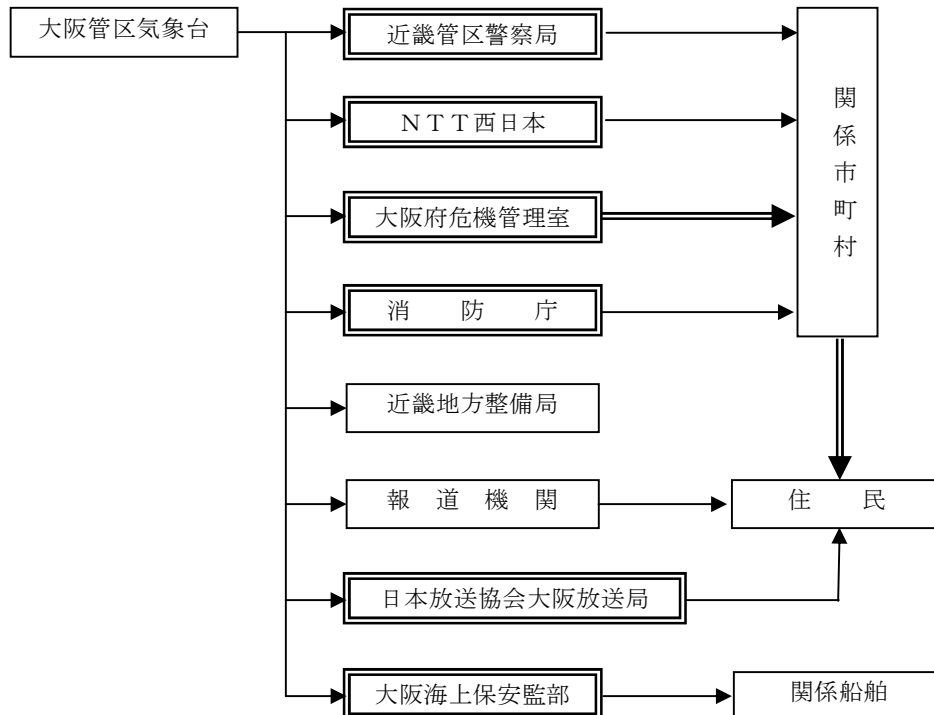 大阪管区気象台
近畿管区警察局
ＮＴＴ西日本
大阪府危機管理室
消　防　庁
近畿地方整備局
報　道　機　関
日本放送協会大阪放送局
大阪海上保安監部
関係市町村
住　民
関係船舶